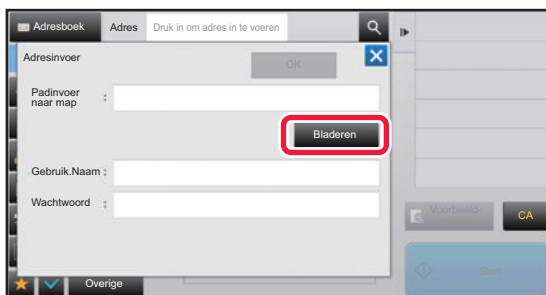 Adresboek Adres Druk in om adres in te voeren
Adresinvoer OK
Padinvoer
naar map :
Bladeren
Gebruik.Naam :
Wachtwoord :
Voorbeeld-
CA
Start
Overige